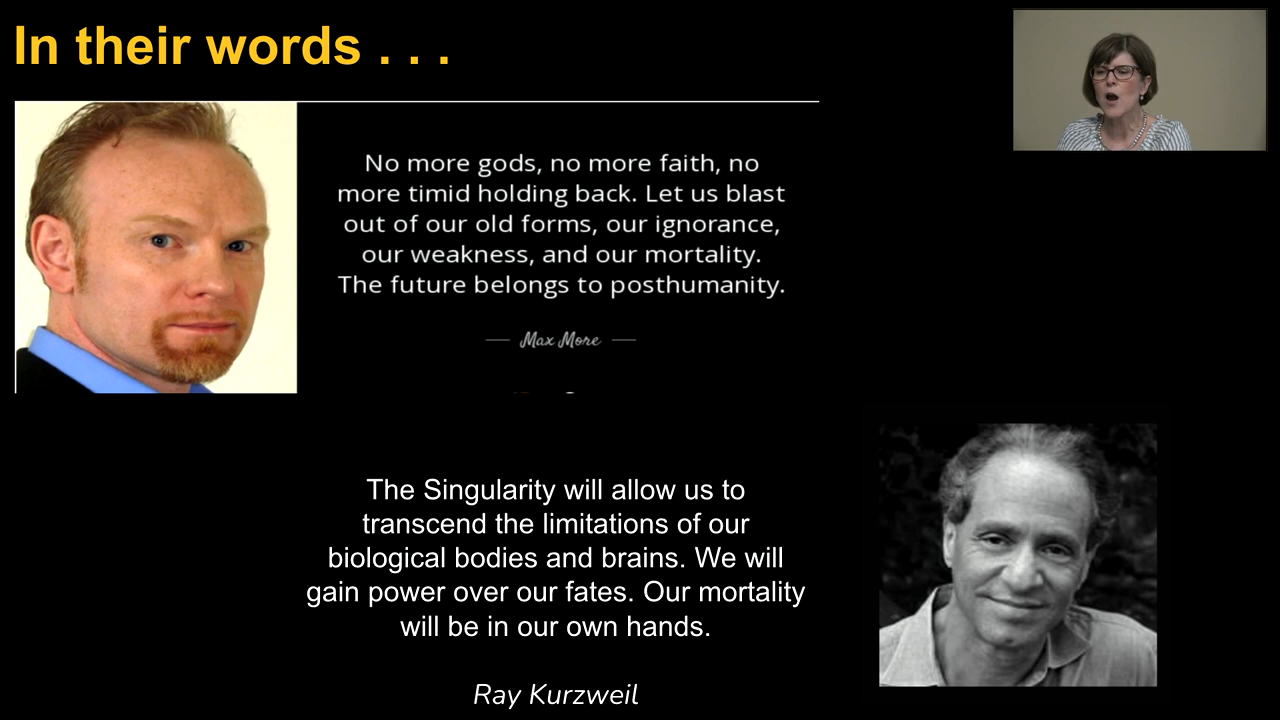 In their words . . .
No more gods, no more faith, no
more timid holding back. Let us blast
out of our old forms, our ignorance,
our weakness, and our mortality.
The future belongs to posthumanity.
— Max More —
The Singularity will allow us to
transcend the limitations of our
biological bodies and brains. We will
gain power over our fates. Our mortality
will be in our own hands.
Ray Kurzweil